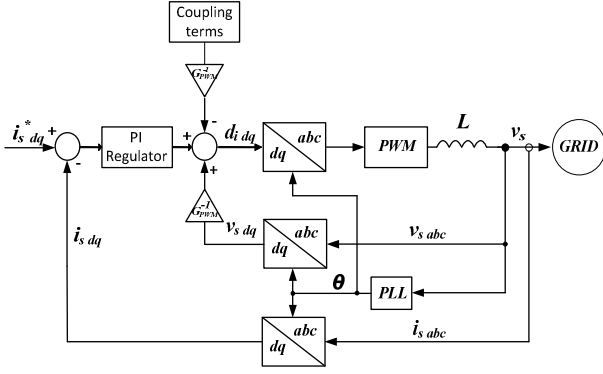 Coupling
terms
G_PWM^-1
i_s dq^* + - PI
Regulator + - + d_i dq abc
dq PWM L v_s GRID
G_PWM^-1
i_s dq v_s dq abc
dq v_s abc
θ PLL
abc
dq i_s abc